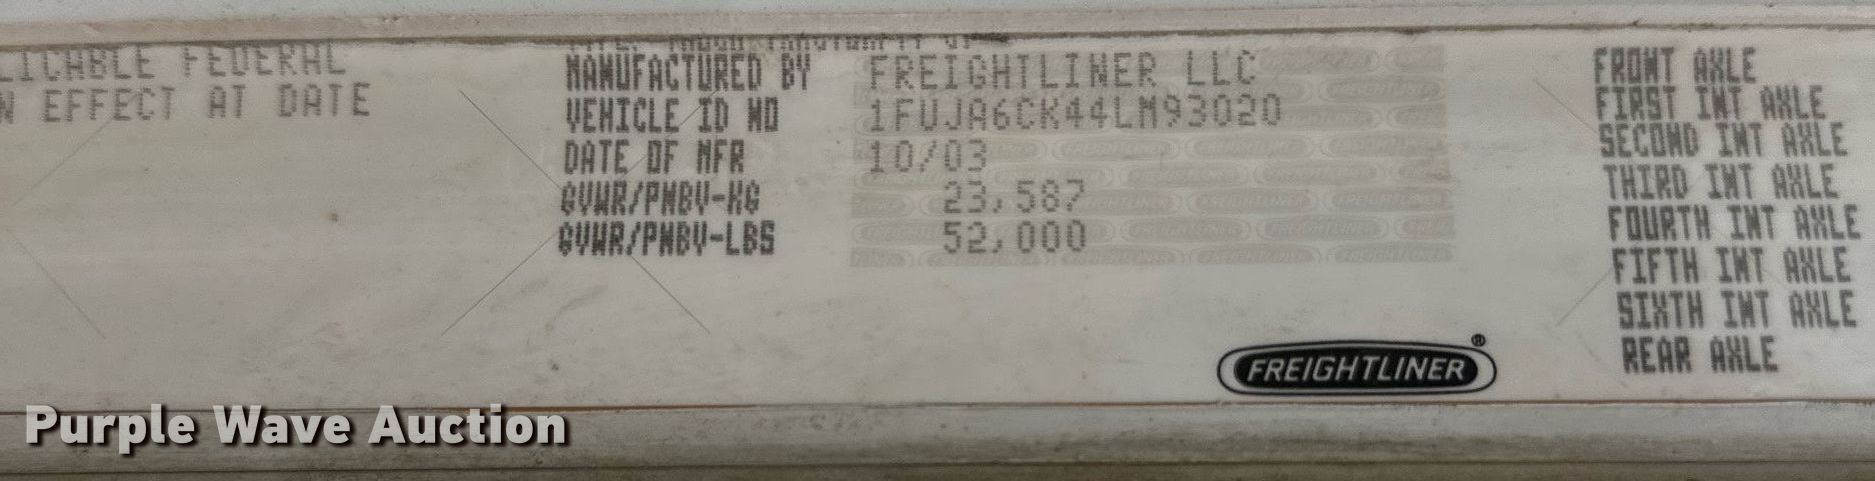 LICABLE FEDERAL
N EFFECT AT DATE
MANUFACTURED BY FREIGHTLINER LLC
VEHICLE ID NO 1FUJA6CK44LM93020
DATE OF MFR 10/03
GVWR/PNBV-KG 23,587
GVWR/PNBV-LBS 52,000
FREIGHTLINER®
FRONT AXLE
FIRST INT AXLE
SECOND INT AXLE
THIRD INT AXLE
FOURTH INT AXLE
FIFTH INT AXLE
SIXTH INT AXLE
REAR AXLE
Purple Wave Auction